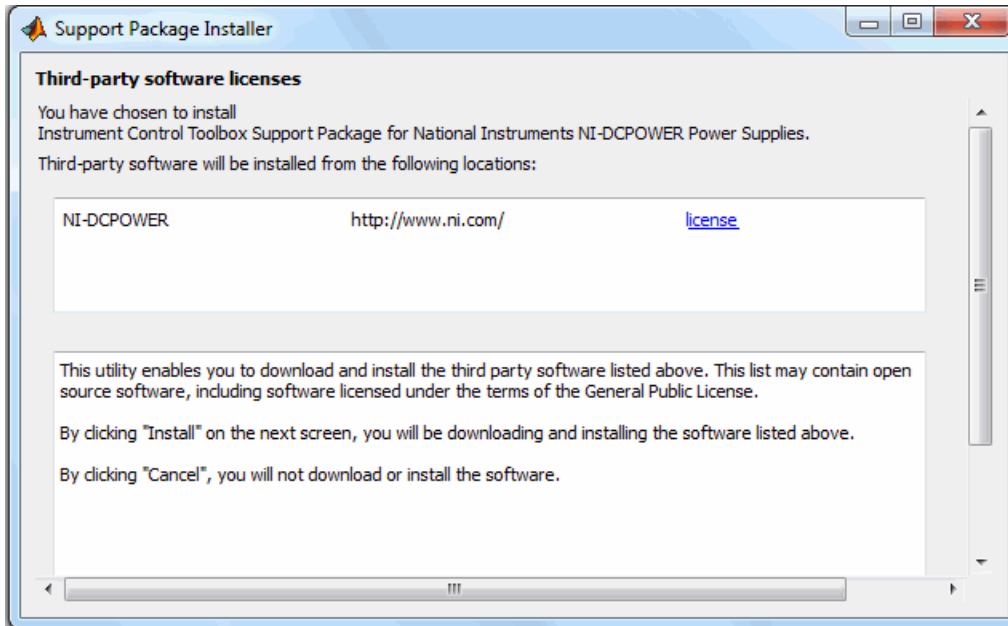 Support Package Installer
Third-party software licenses
You have chosen to install
Instrument Control Toolbox Support Package for National Instruments NI-DCPOWER Power Supplies.
Third-party software will be installed from the following locations:
NI-DCPOWER http://www.ni.com/ license
This utility enables you to download and install the third party software listed above. This list may contain open
source software, including software licensed under the terms of the General Public License.
By clicking "Install" on the next screen, you will be downloading and installing the software listed above.
By clicking "Cancel", you will not download or install the software.